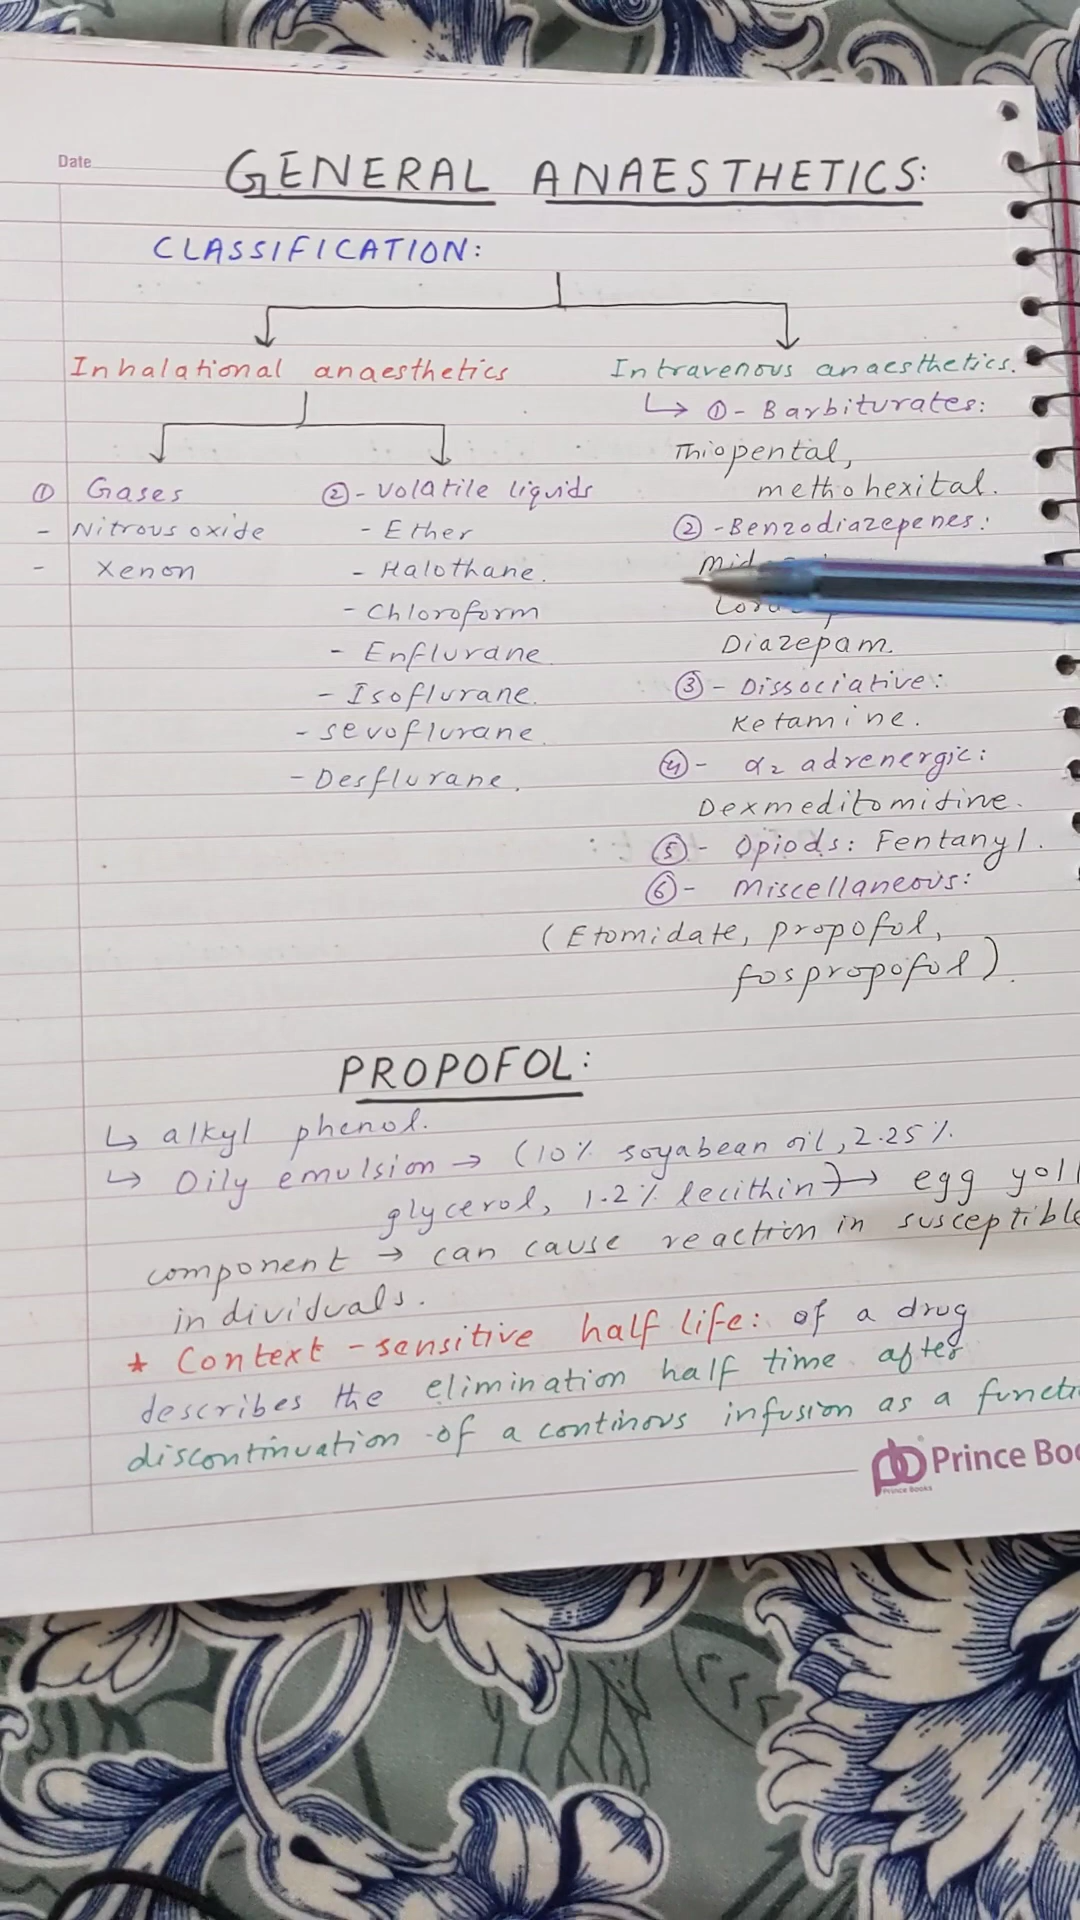 Date
GENERAL ANAESTHETICS:
CLASSIFICATION:
Inhalational anaesthetics
① Gases
- Nitrous oxide
- Xenon
② - Volatile liquids
- Ether
- Halothane.
- Chloroform
- Enflurane
- Isoflurane.
- sevoflurane
- Desflurane.
Intravenous anaesthetics.
↳ ① - Barbiturates:
Thiopental,
methohexital.
② - Benzodiazepenes:
Diazepam.
③ - Dissociative:
Ketamine.
④ - α2 adrenergic:
Dexmeditomidine.
⑤ - Opiods: Fentanyl.
⑥ - Miscellaneous:
(Etomidate, propofol,
fospropofol).
PROPOFOL:
↳ alkyl phenol.
↳ Oily emulsion → (10% soyabean oil, 2.25%
glycerol, 1.2% lecithin) → egg
component → can cause reaction in susceptible
individuals.
* Context - sensitive half life: of a drug
describes the elimination half time after
discontinuation of a continous infusion as a
Prince
Prince Books